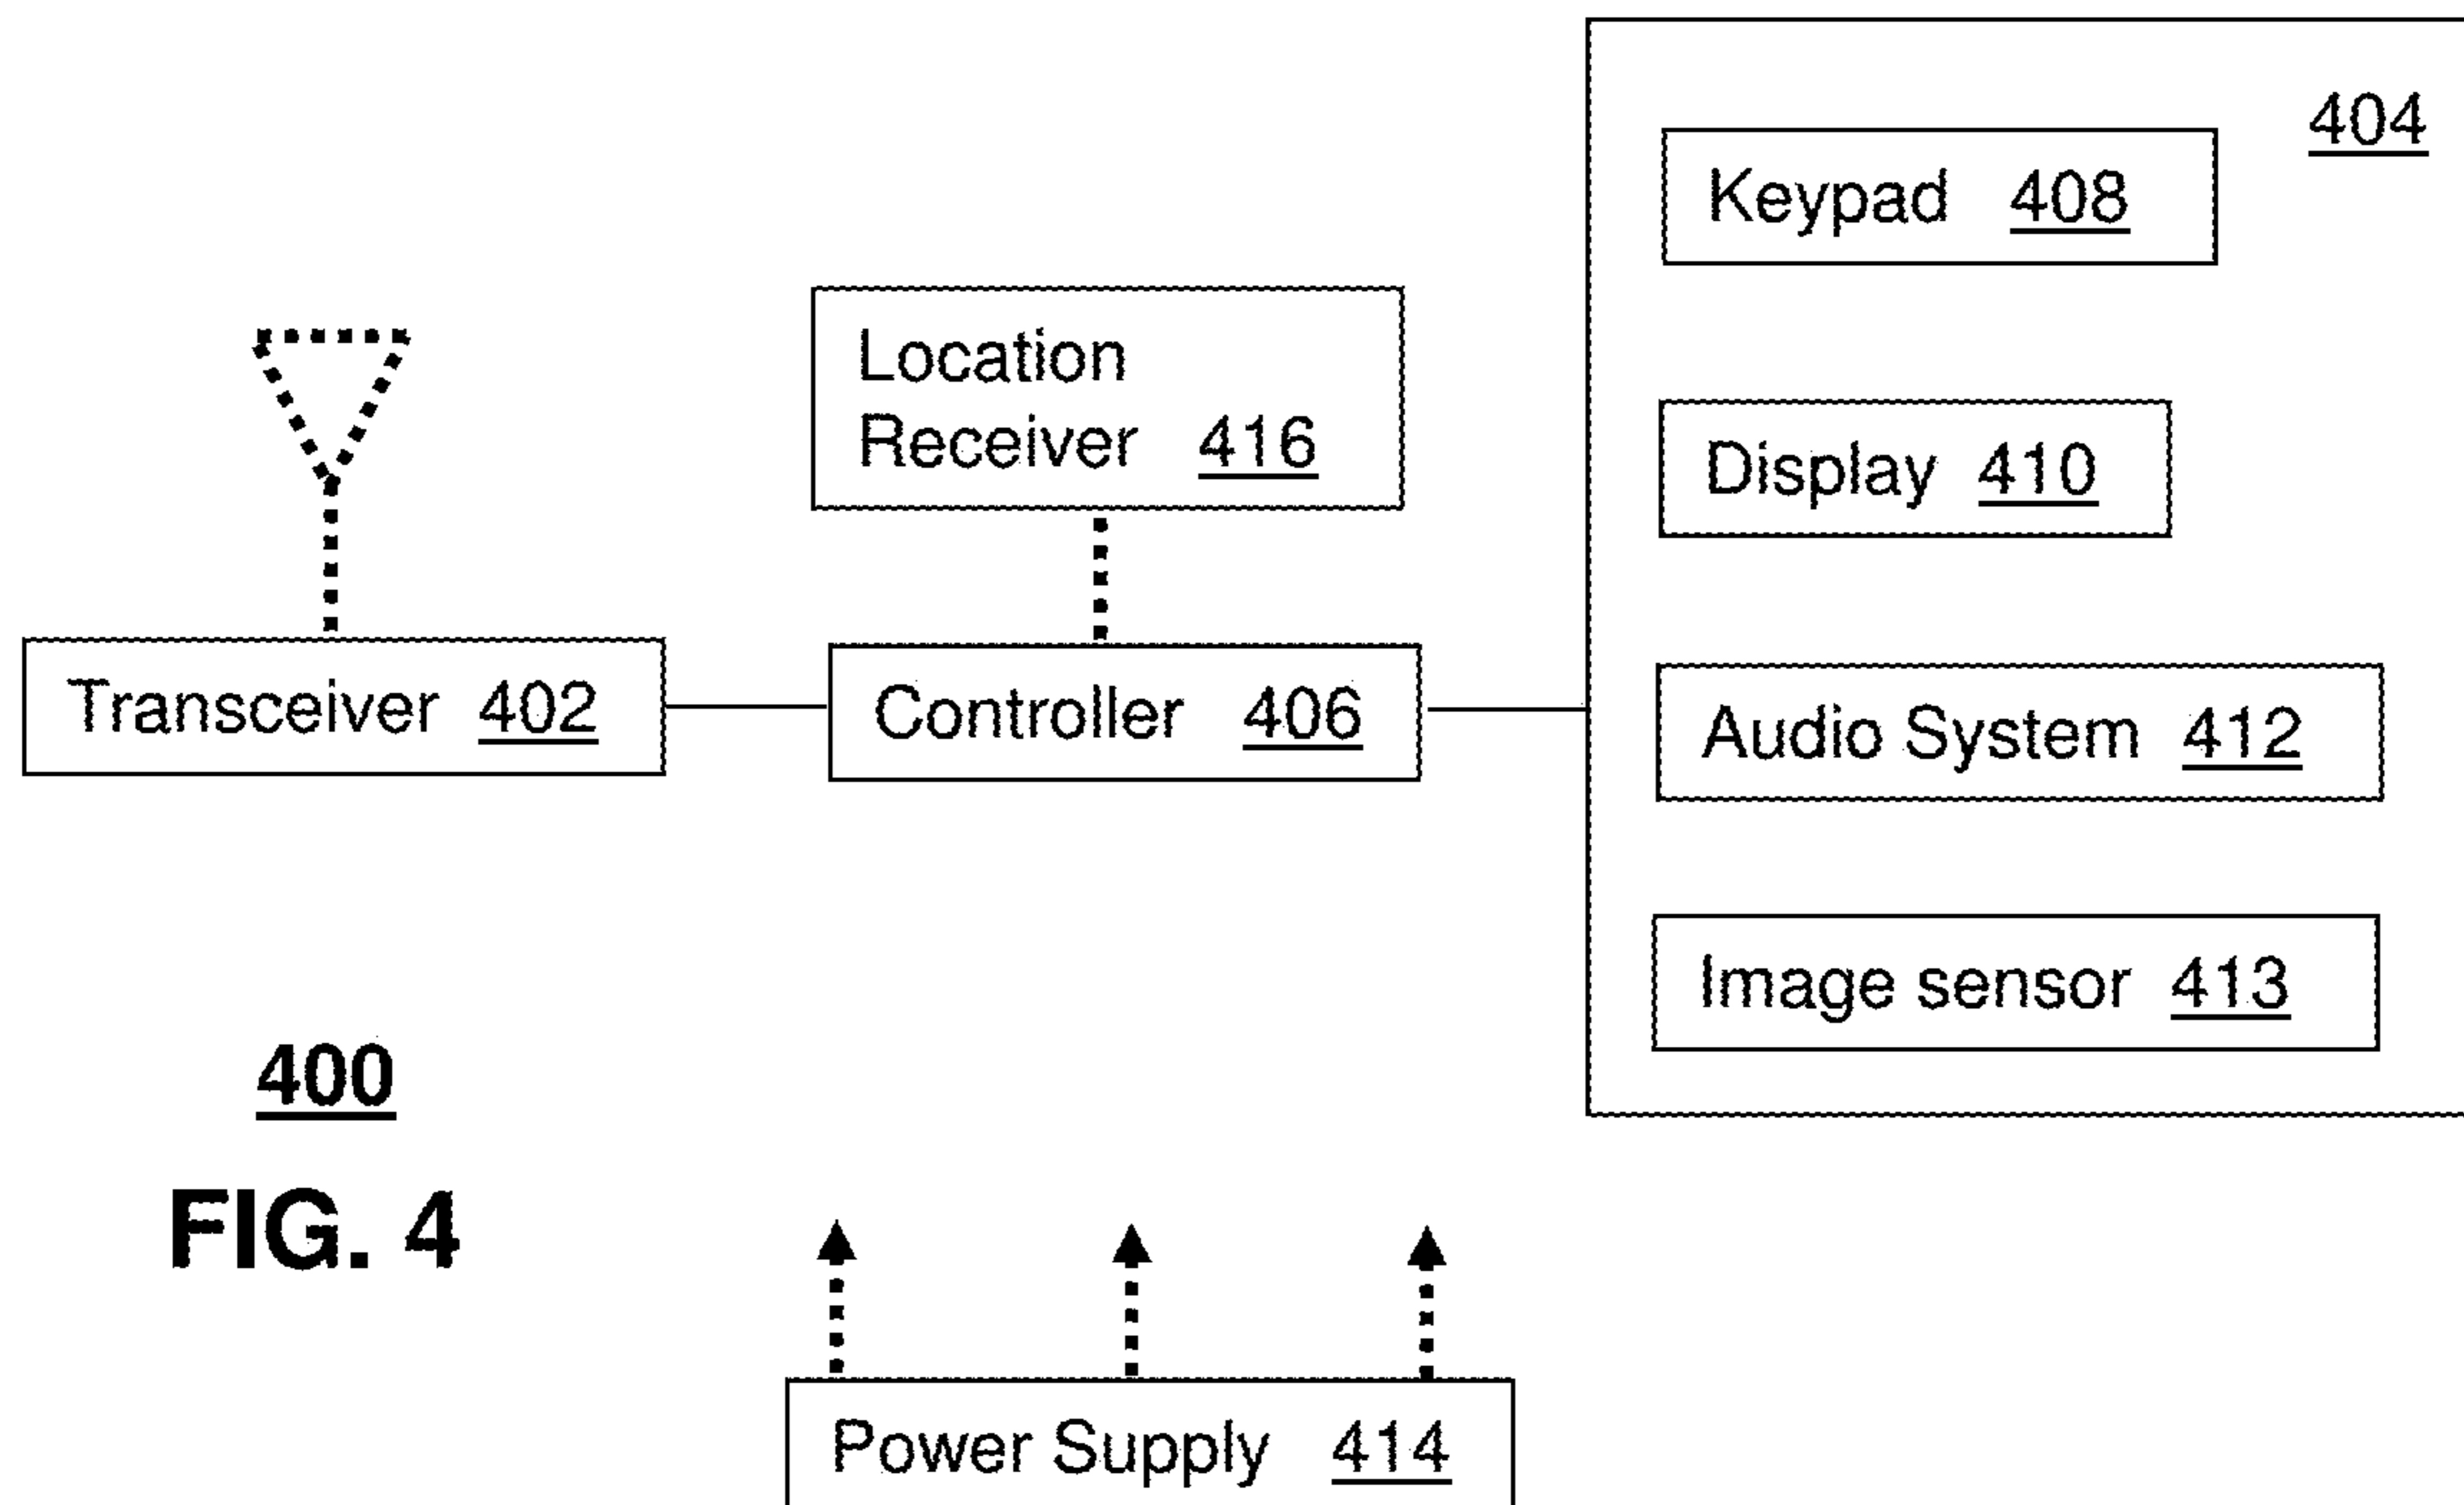 404
Keypad 408
Location
Receiver 416
Display 410
Transceiver 402
Controller 406
Audio System 412
Image sensor 413
400
FIG. 4
Power Supply 414